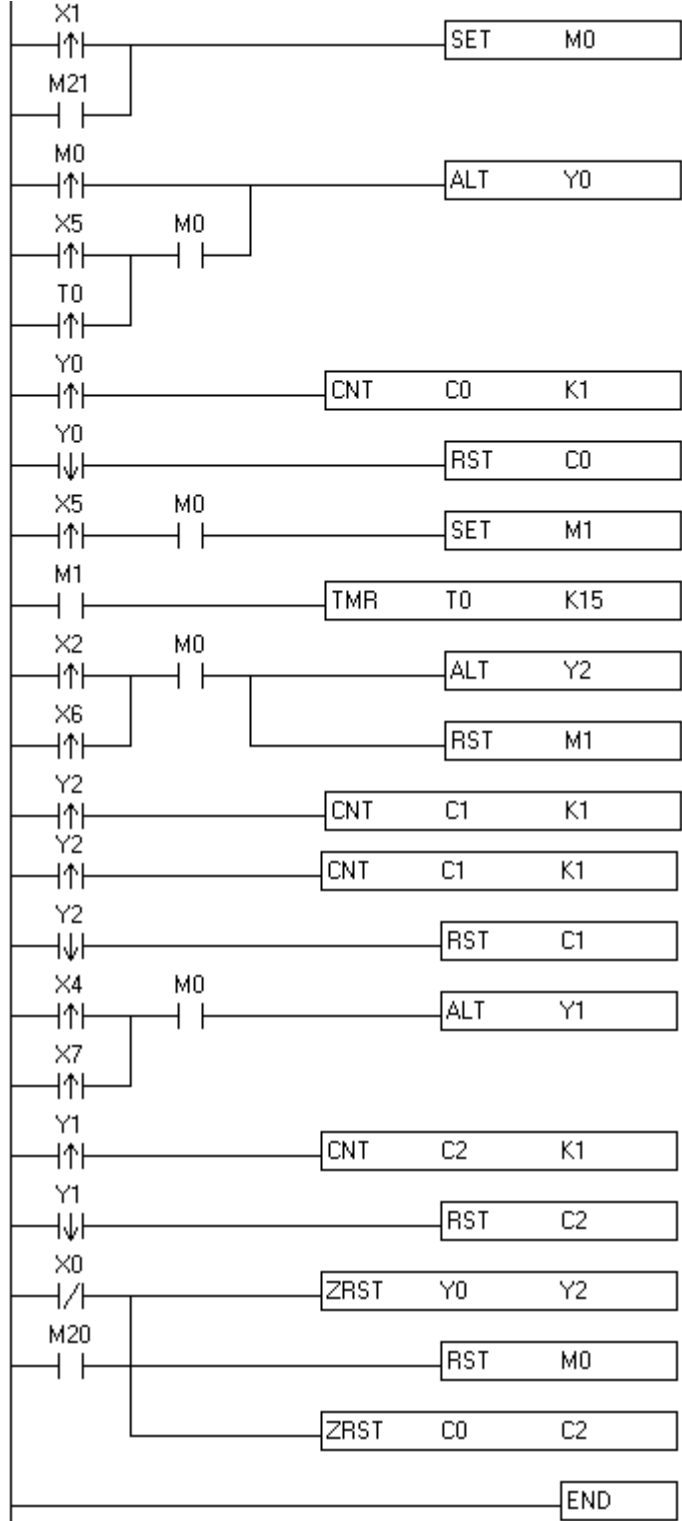 X1
SET M0
M21
M0
ALT Y0
X5 M0
T0
Y0
CNT C0 K1
Y0
RST C0
X5 M0
SET M1
M1
TMR T0 K15
X2 M0
ALT Y2
X6
RST M1
Y2
CNT C1 K1
Y2
CNT C1 K1
Y2
RST C1
X4 M0
ALT Y1
X7
Y1
CNT C2 K1
Y1
RST C2
X0
ZRST Y0 Y2
M20
RST M0
ZRST C0 C2
END